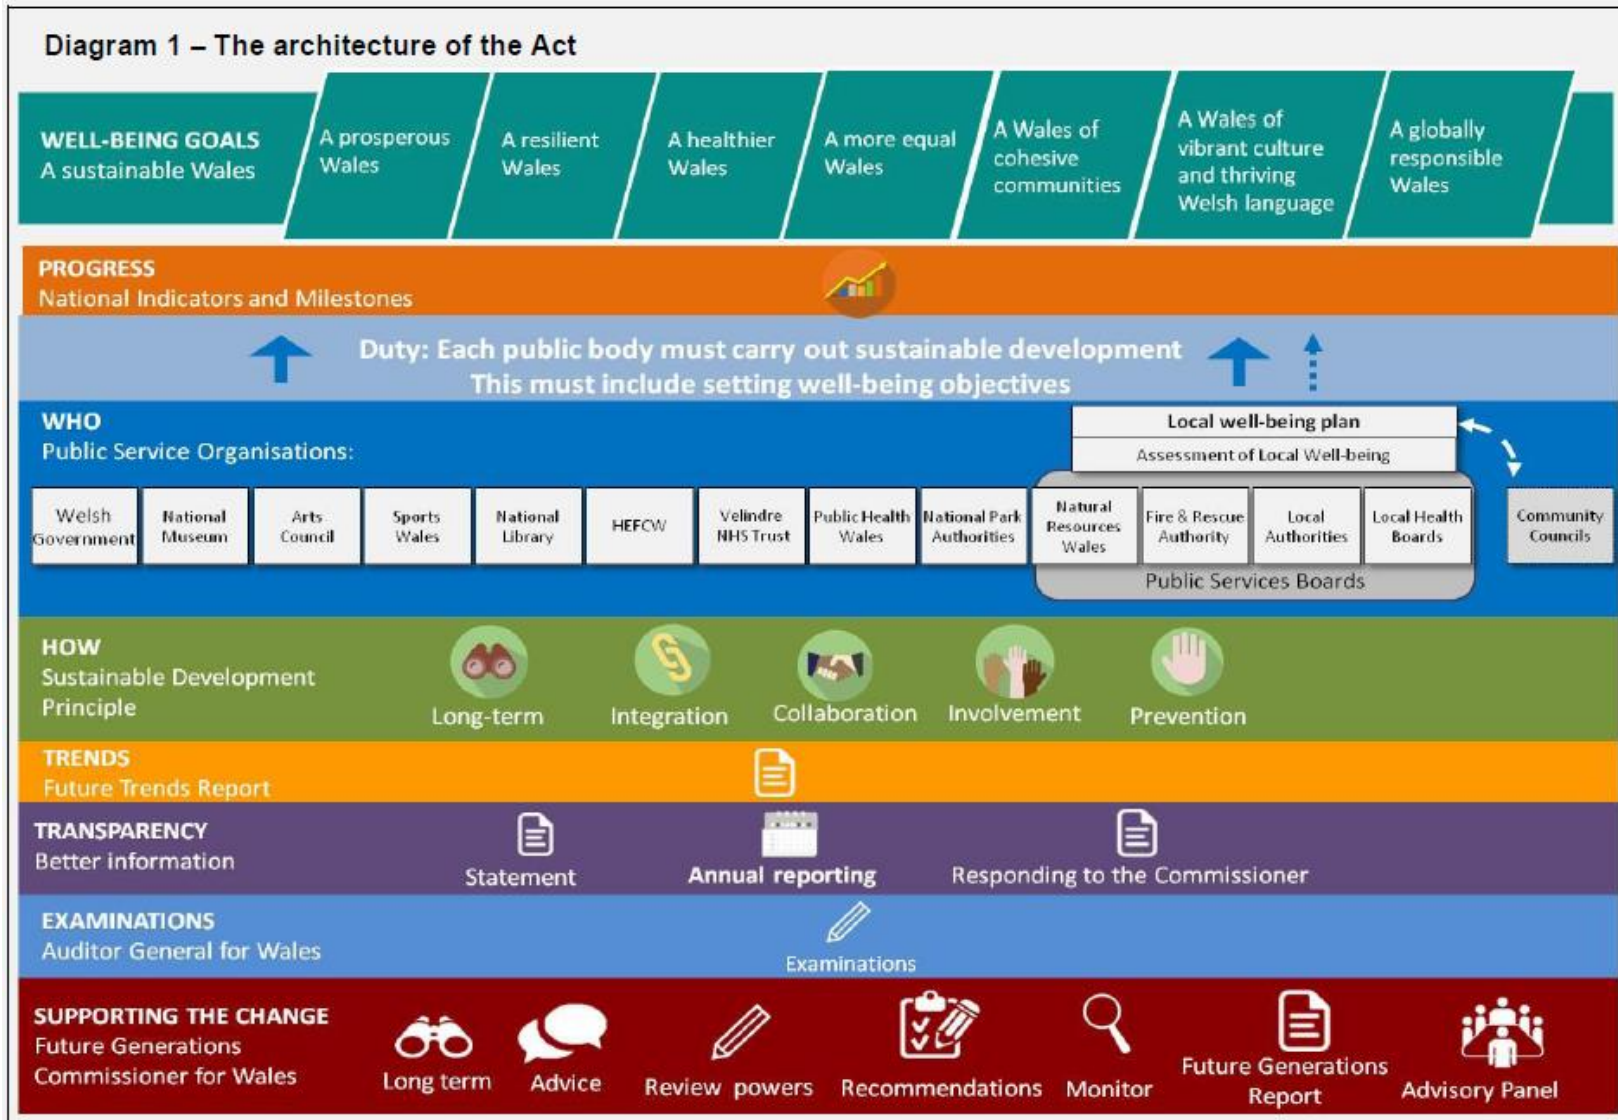 Diagram 1 – The architecture of the Act
WELL-BEING GOALS
A sustainable Wales
A prosperous
Wales
A resilient
Wales
A healthier
Wales
A more equal
Wales
A Wales of
cohesive
communities
A Wales of
vibrant culture
and thriving
Welsh language
A globally
responsible
Wales
PROGRESS
National Indicators and Milestones
Duty: Each public body must carry out sustainable development
This must include setting well-being objectives
WHO
Public Service Organisations:
Local well-being plan
Assessment of Local Well-being
Welsh
Government
National
Museum
Arts
Council
Sports
Wales
National
Library
HEFCW
Velindre
NHS Trust
Public Health
Wales
National Park
Authorities
Natural
Resources
Wales
Fire & Rescue
Authority
Local
Authorities
Local Health
Boards
Community
Councils
Public Services Boards
HOW
Sustainable Development
Principle
Long-term
Integration
Collaboration
Involvement
Prevention
TRENDS
Future Trends Report
TRANSPARENCY
Better information
Statement
Annual reporting
Responding to the Commissioner
EXAMINATIONS
Auditor General for Wales
Examinations
SUPPORTING THE CHANGE
Future Generations
Commissioner for Wales
Long term
Advice
Review powers
Recommendations
Monitor
Future Generations
Report
Advisory Panel